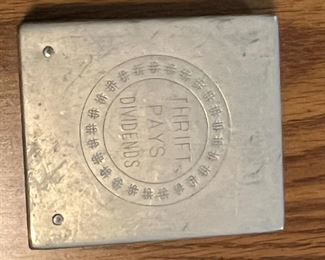 THRIFT
PAYS
DIVIDENDS
$ $ $ $ $ $ $ $ $ $ $ $ $ $ $ $ $ $ $ $ $ $ $ $ $ $ $ $ $ $